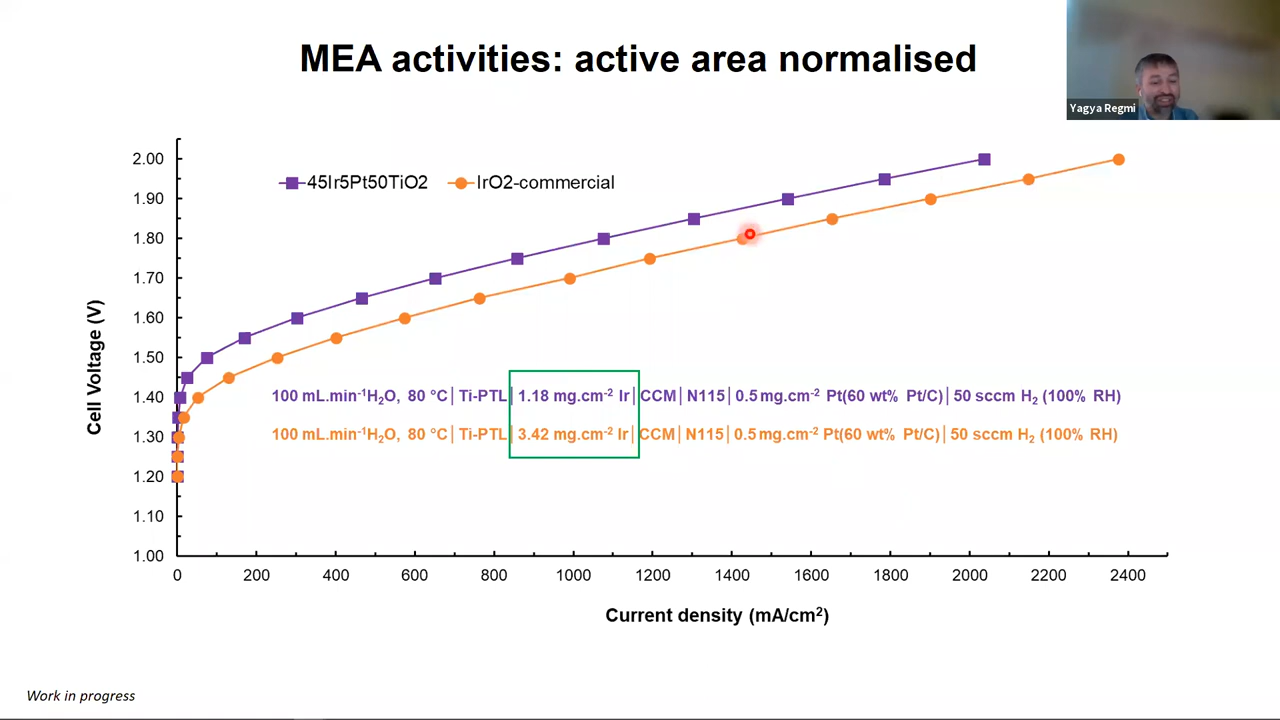 MEA activities: active area normalised
Yagya Regmi
45Ir5Pt50TiO2
IrO2-commercial
2.00
1.90
1.80
1.70
1.60
1.50
1.40
1.30
1.20
1.10
1.00
Cell Voltage (V)
100 mL.min⁻¹H₂O, 80 °C│Ti-PTL│1.18 mg.cm⁻² Ir│CCM│N115│0.5 mg.cm⁻² Pt(60 wt% Pt/C)│50 sccm H₂ (100% RH)
100 mL.min⁻¹H₂O, 80 °C│Ti-PTL│3.42 mg.cm⁻² Ir│CCM│N115│0.5 mg.cm⁻² Pt(60 wt% Pt/C)│50 sccm H₂ (100% RH)
0 200 400 600 800 1000 1200 1400 1600 1800 2000 2200 2400
Current density (mA/cm²)
Work in progress